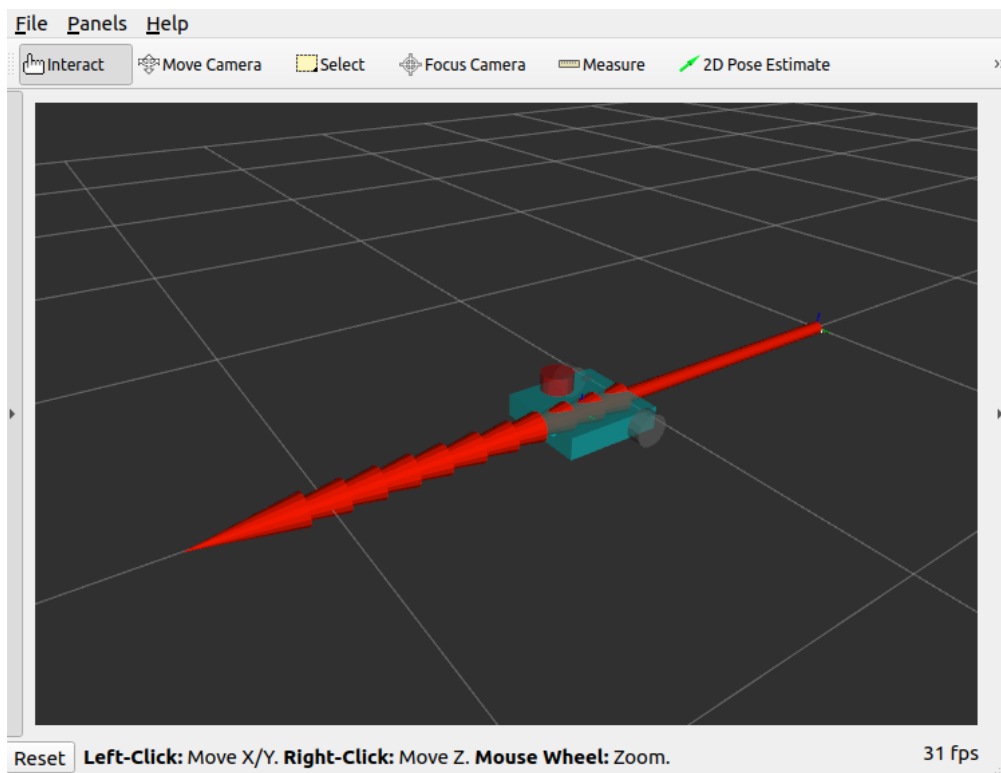 File Panels Help
Interact Move Camera Select Focus Camera Measure 2D Pose Estimate »
Reset Left-Click: Move X/Y. Right-Click: Move Z. Mouse Wheel: Zoom. 31 fps